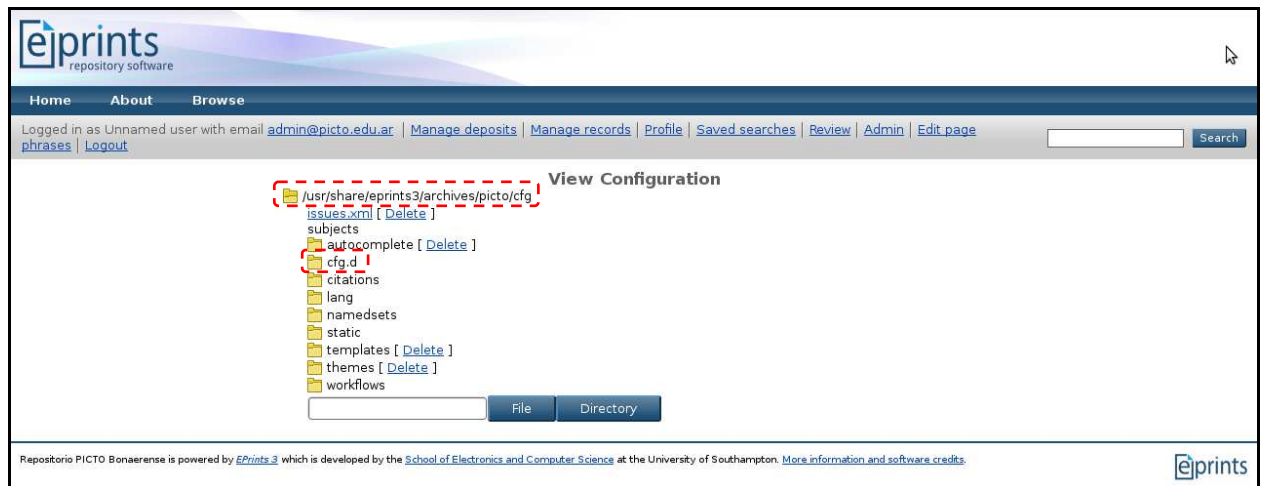 eprints
repository software
Home About Browse
Logged in as Unnamed user with email admin@picto.edu.ar | Manage deposits | Manage records | Profile | Saved searches | Review | Admin | Edit page
phrases | Logout
Search
View Configuration
/usr/share/eprints3/archives/picto/cfg
issues.xml [ Delete ]
subjects
autocomplete [ Delete ]
cfg.d
citations
lang
namedsets
static
templates [ Delete ]
themes [ Delete ]
workflows
File Directory
Repositorio PICTO Bonaerense is powered by EPrints 3 which is developed by the School of Electronics and Computer Science at the University of Southampton. More information and software credits.
eprints